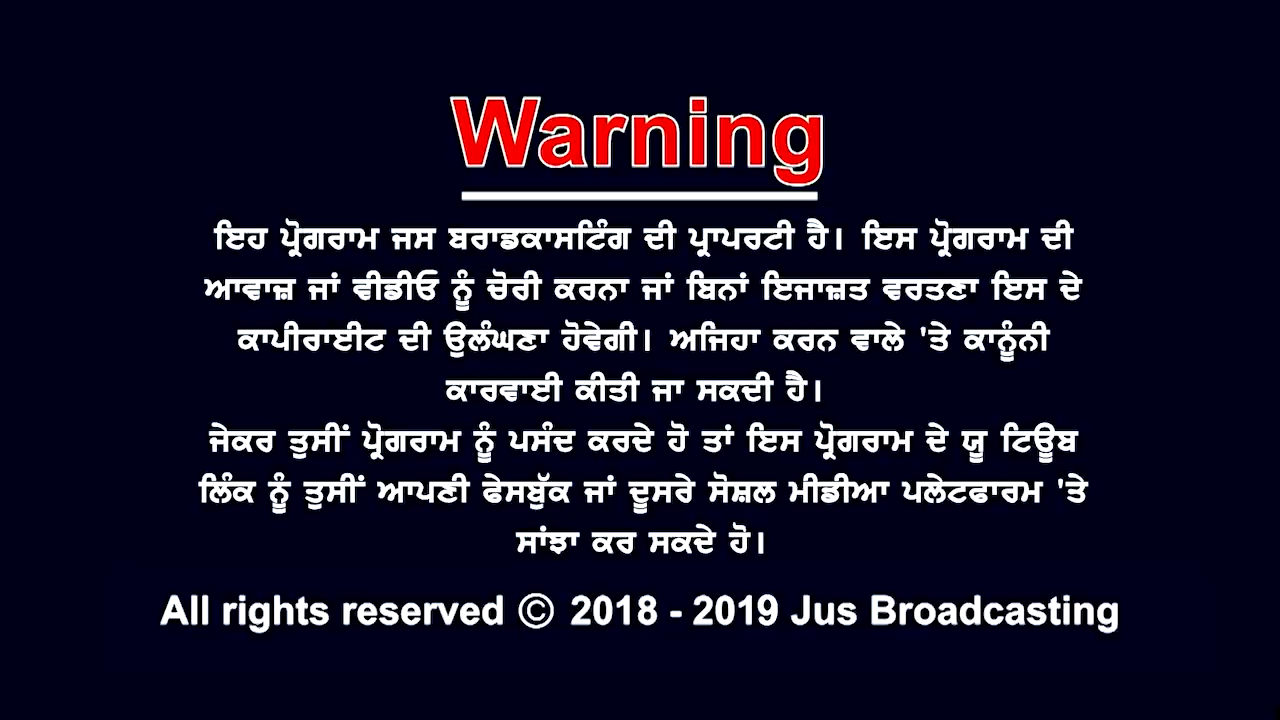 Warning
ਇਹ ਪ੍ਰੋਗਰਾਮ ਜਸ ਬਰਾਡਕਾਸਟਿੰਗ ਦੀ ਪ੍ਰਾਪਰਟੀ ਹੈ। ਇਸ ਪ੍ਰੋਗਰਾਮ ਦੀ
ਆਵਾਜ਼ ਜਾਂ ਵੀਡੀਓ ਨੂੰ ਚੋਰੀ ਕਰਨਾ ਜਾਂ ਬਿਨਾਂ ਇਜਾਜ਼ਤ ਵਰਤਣਾ ਇਸ ਦੇ
ਕਾਪੀਰਾਈਟ ਦੀ ਉਲੰਘਣਾ ਹੋਵੇਗੀ। ਅਜਿਹਾ ਕਰਨ ਵਾਲੇ 'ਤੇ ਕਾਨੂੰਨੀ
ਕਾਰਵਾਈ ਕੀਤੀ ਜਾ ਸਕਦੀ ਹੈ।
ਜੇਕਰ ਤੁਸੀਂ ਪ੍ਰੋਗਰਾਮ ਨੂੰ ਪਸੰਦ ਕਰਦੇ ਹੋ ਤਾਂ ਇਸ ਪ੍ਰੋਗਰਾਮ ਦੇ ਯੂ ਟਿਊਬ
ਲਿੰਕ ਨੂੰ ਤੁਸੀਂ ਆਪਣੀ ਫੇਸਬੁੱਕ ਜਾਂ ਦੂਸਰੇ ਸੋਸ਼ਲ ਮੀਡੀਆ ਪਲੇਟਫਾਰਮ 'ਤੇ
ਸਾਂਝਾ ਕਰ ਸਕਦੇ ਹੋ।
All rights reserved © 2018 - 2019 Jus Broadcasting